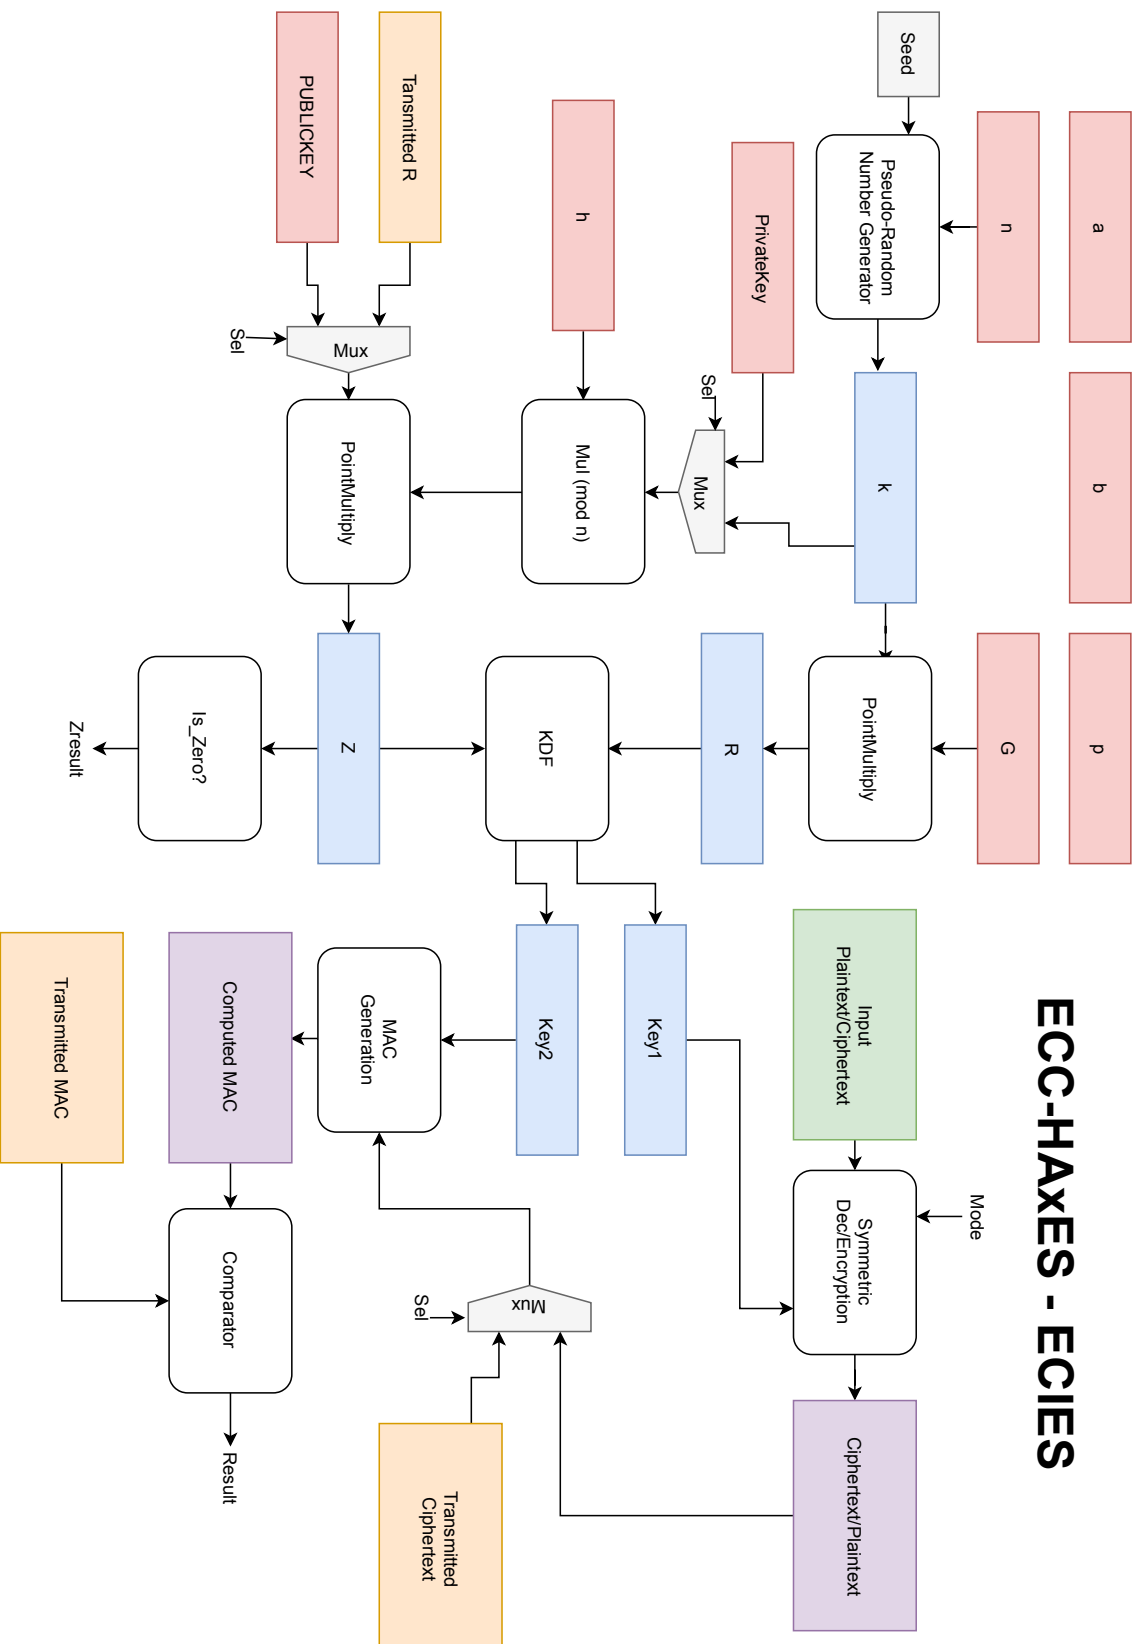 ECC-HAxES - ECIES
a
b
p
n
G
Seed
Pseudo-Random
Number Generator
k
PointMultiply
Input
Plaintext/Ciphertext
Mode
Symmetric
Dec/Encryption
Ciphertext/Plaintext
PrivateKey
Sel
Mux
R
Key1
h
Mul (mod n)
KDF
Key2
Mux
Sel
Tansmitted R
PUBLICKEY
Sel
Mux
PointMultiply
Z
MAC
Generation
Transmitted
Ciphertext
Is_Zero?
Zresult
Computed MAC
Comparator
Result
Transmitted MAC